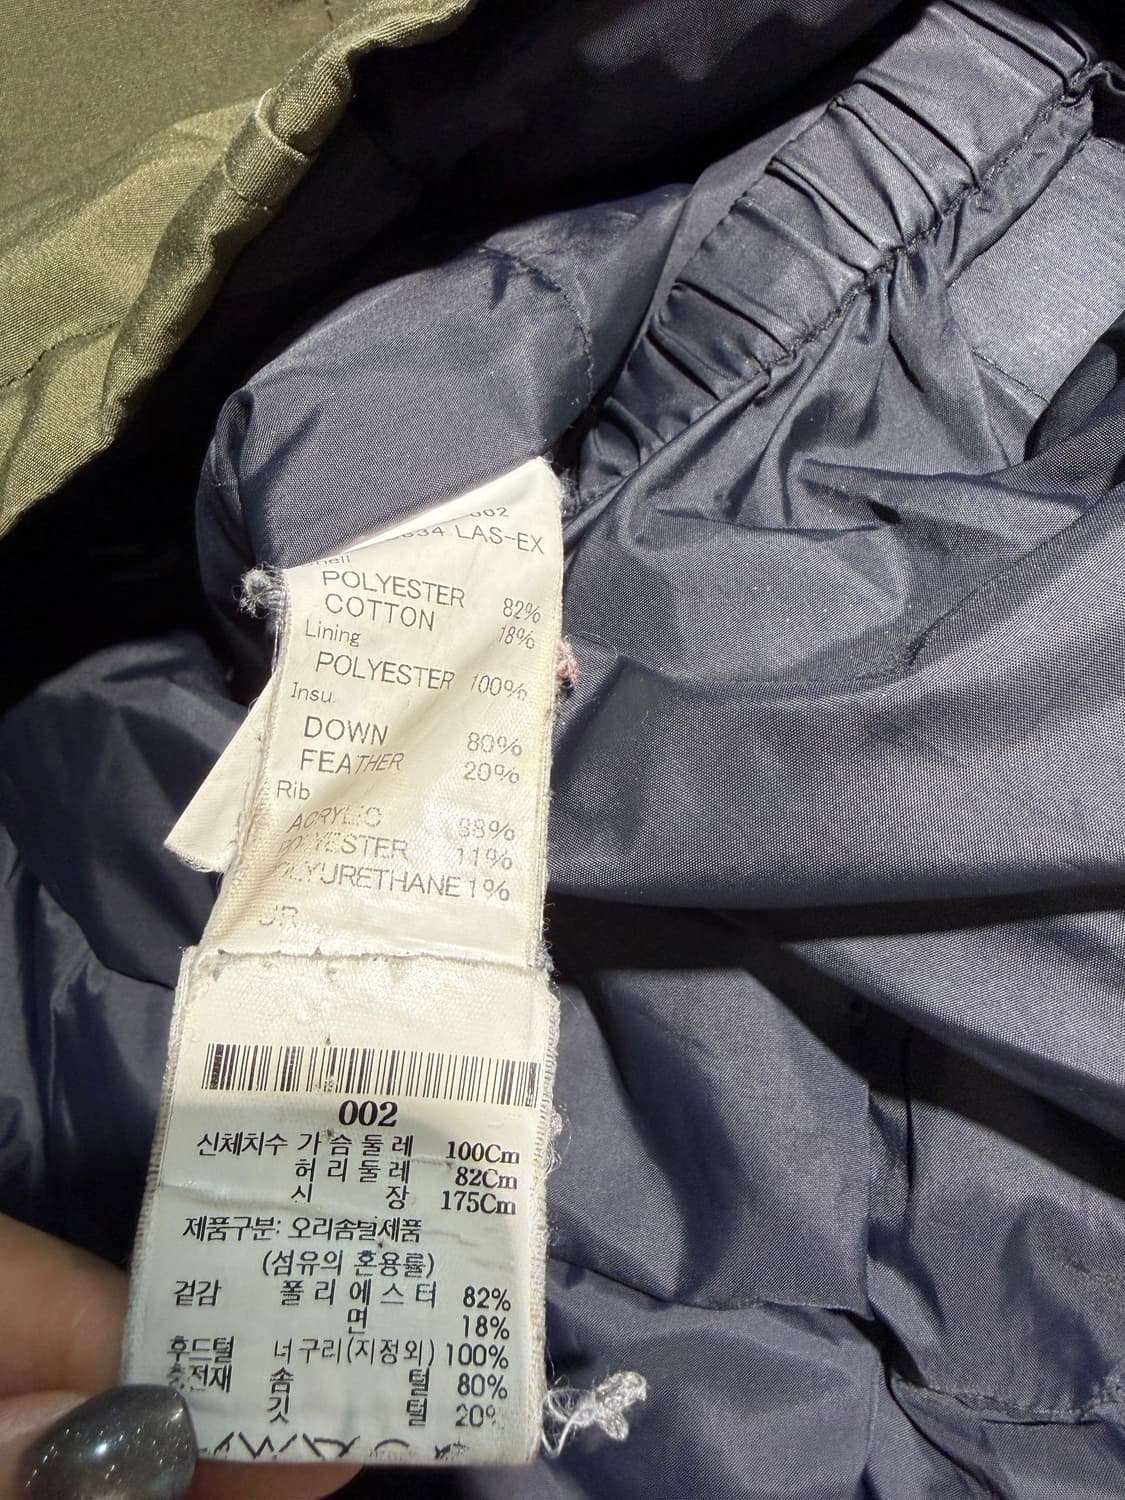 002
LAS-EX
POLYESTER 82%
COTTON 18%
Lining
POLYESTER 100%
Insu.
DOWN 80%
FEATHER 20%
Rib
ACRYLIC 88%
POLYESTER 11%
POLYURETHANE 1%
002
신체치수 가슴둘레 100Cm
허리둘레 82Cm
신 장 175Cm
제품구분: 오리솜털제품
(섬유의 혼용률)
겉감 폴리에스터 82%
면 18%
후드털 너구리(지정외) 100%
충전재 솜 털 80%
깃 털 20%